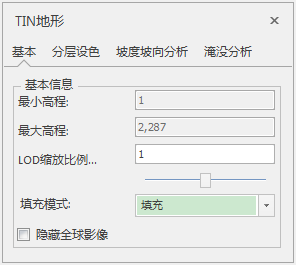 TIN地形
基本 分层设色 坡度坡向分析 淹没分析
基本信息
最小高程: 1
最大高程: 2,287
LOD缩放比例... 1
填充模式: 填充
隐藏全球影像